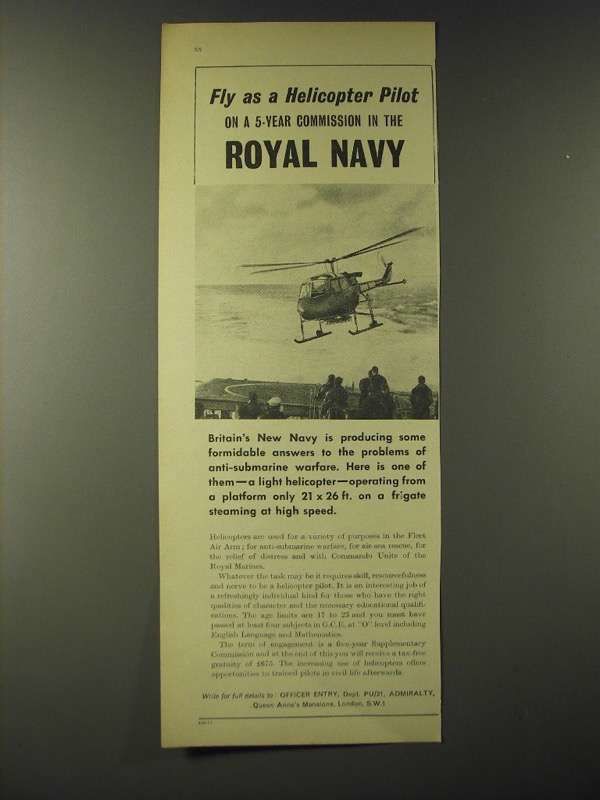 Fly as a Helicopter Pilot
ON A 5-YEAR COMMISSION IN THE
ROYAL NAVY
Britain's New Navy is producing some
formidable answers to the problems of
anti-submarine warfare. Here is one of
them—a light helicopter—operating from
a platform only 21 x 26 ft. on a frigate
steaming at high speed.
Helicopters are used for a variety of purposes in the Fleet
Air Arm; for anti-submarine warfare, for air-sea rescue, for
the relief of distress and with Commando Units of the
Royal Marines.
Whatever the task may be it requires skill, resourcefulness
and nerve to be a helicopter pilot. It is an interesting job of
a refreshingly individual kind for those who have the right
qualities of character and the necessary educational qualifi-
cations. The age limits are 17 to 23 and you must have
passed at least four subjects in G.C.E. at "O" level including
English Language and Mathematics.
The term of engagement is a five-year Supplementary
Commission and at the end of this you will receive a tax-free
gratuity of £675. The increasing use of helicopters offers
opportunities to trained pilots in civil life afterwards.
Write for full details to: OFFICER ENTRY, Dept. PU/21, ADMIRALTY,
Queen Anne's Mansions, London, S.W.1